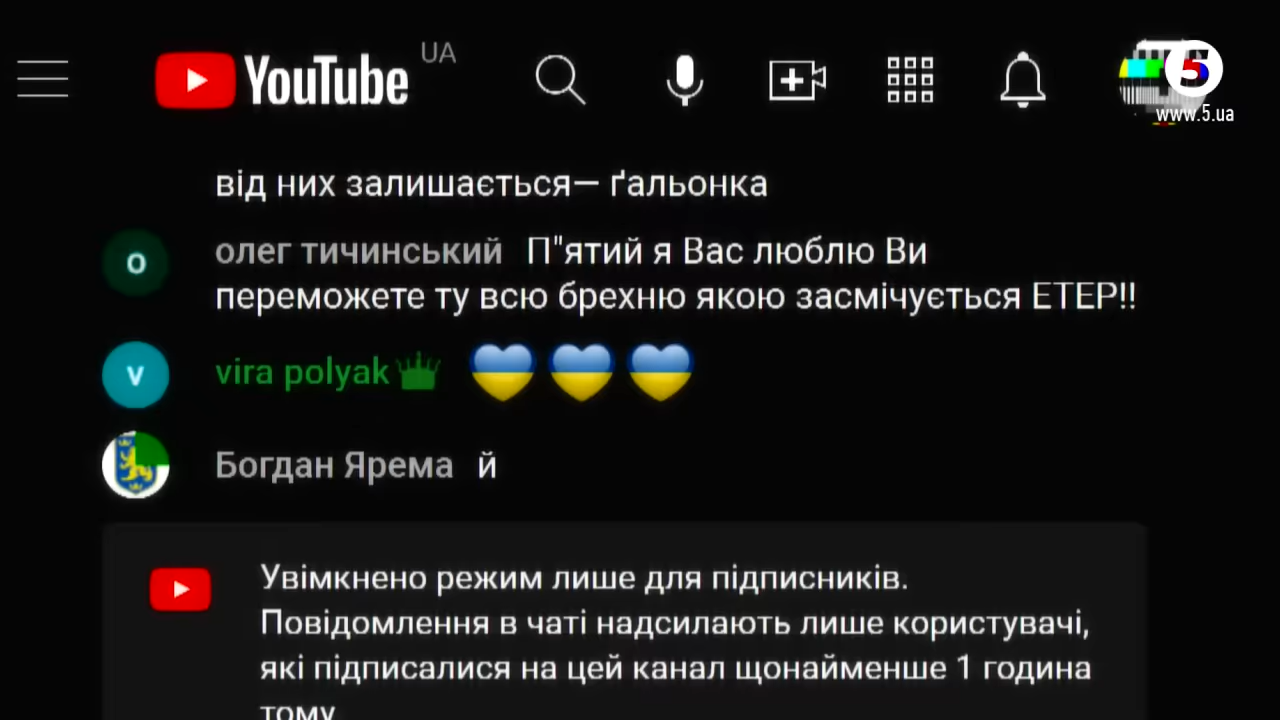 YouTube UA
5
www.5.ua
від них залишається— ґальонка
о
олег тичинський П"ятий я Вас люблю Ви
переможете ту всю брехню якою засмічується ЕТЕР!!
v
vira polyak
Богдан Ярема й
Увімкнено режим лише для підписників.
Повідомлення в чаті надсилають лише користувачі,
які підписалися на цей канал щонайменше 1 година
тому